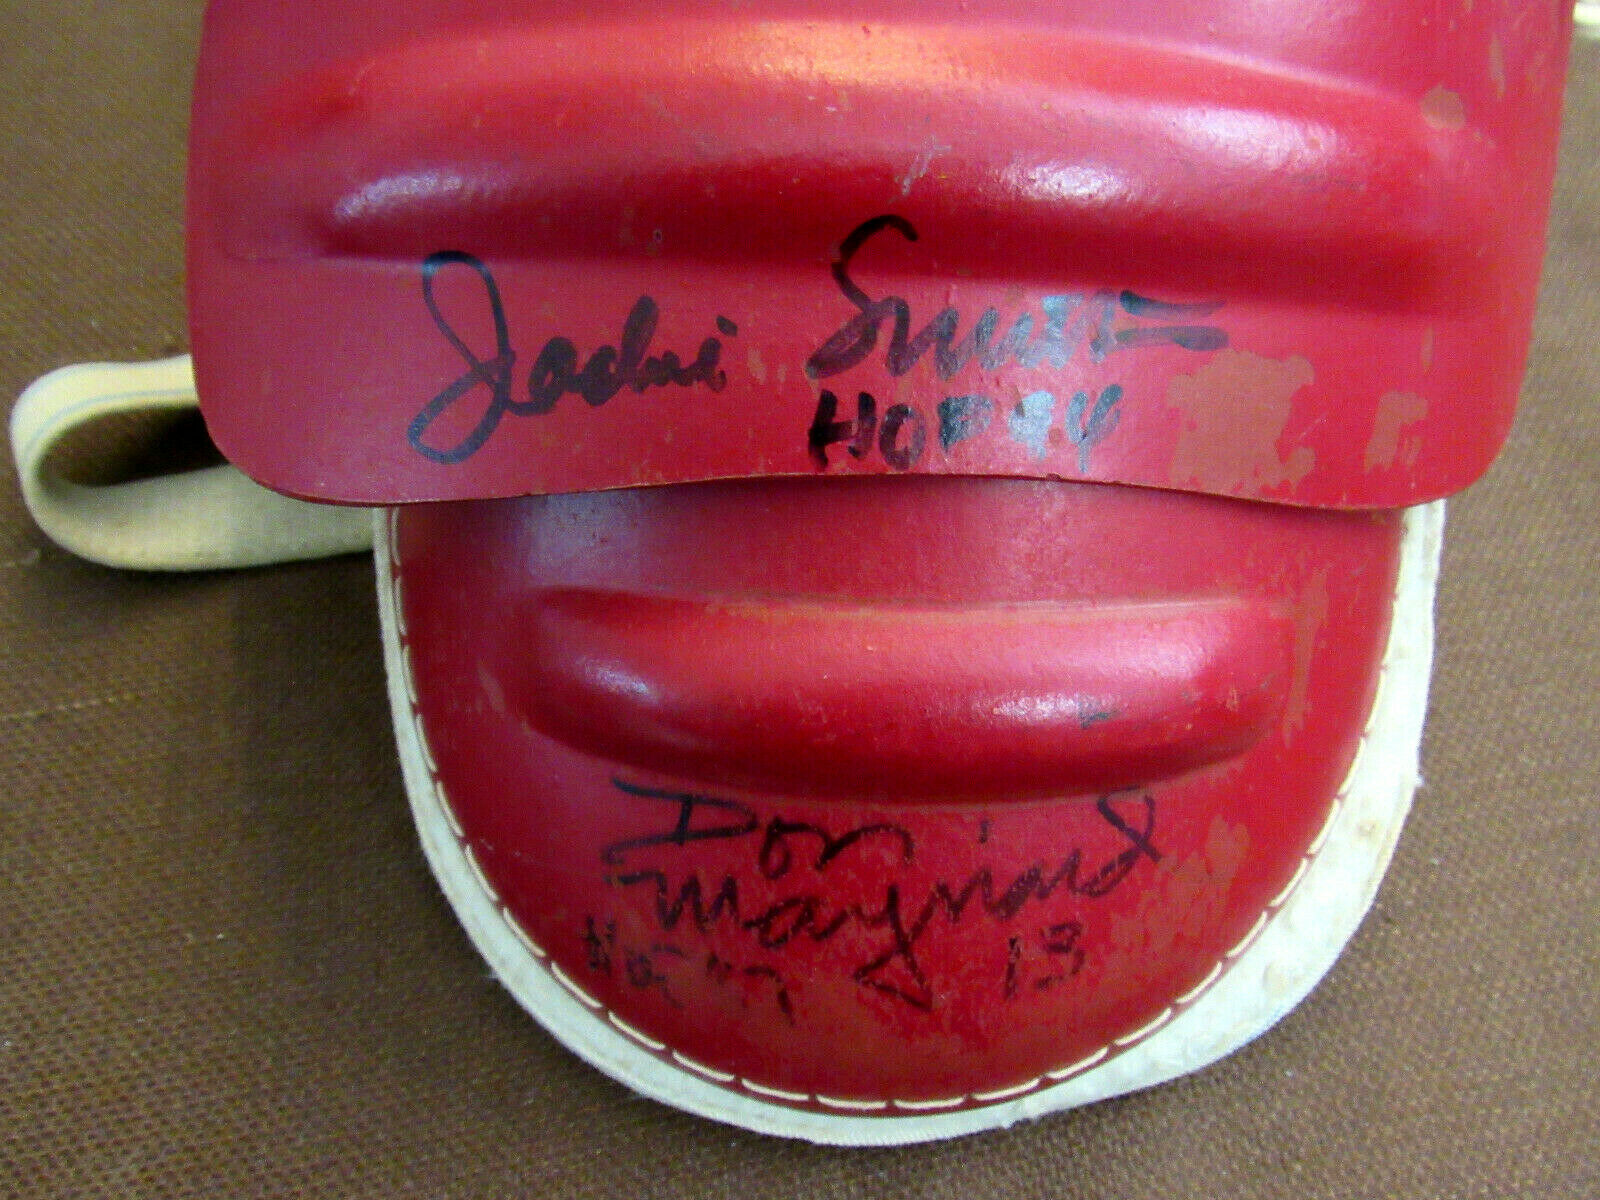 Jackie Smith
HOF 94
Don
Maynard
13